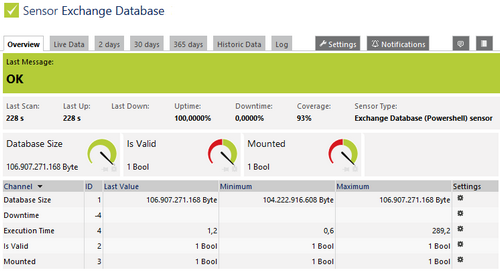 Sensor Exchange Database
Overview Live Data 2 days 30 days 365 days Historic Data Log Settings Notifications
Last Message:
OK
Last Scan: Last Up: Last Down: Uptime: Downtime: Coverage: Sensor Type:
228 s 228 s 100,0000% 0,0000% 93% Exchange Database (Powershell) sensor
Database Size Is Valid Mounted
106.907.271.168 Byte 1 Bool 1 Bool
Channel ID Last Value Minimum Maximum Settings
Database Size 1 106.907.271.168 Byte 104.222.916.608 Byte 106.907.271.168 Byte
Downtime -4
Execution Time 4 1,2 0,6 289,2
Is Valid 2 1 Bool 1 Bool 1 Bool
Mounted 3 1 Bool 1 Bool 1 Bool